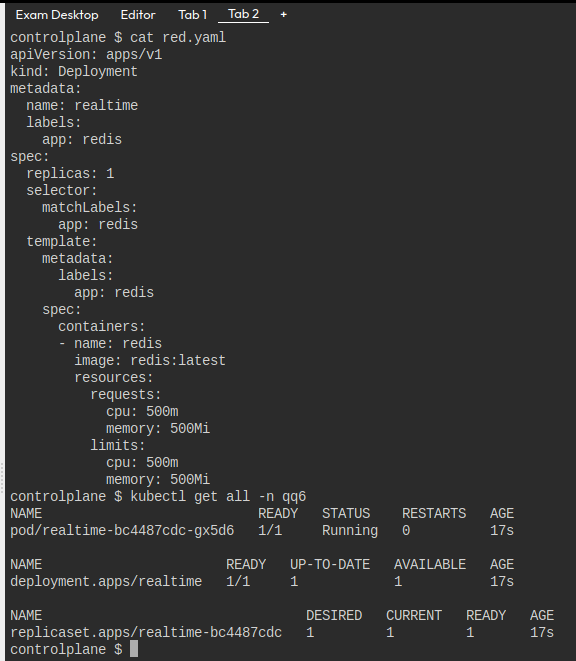 Exam Desktop Editor Tab 1 Tab 2 +
controlplane $ cat red.yaml
apiVersion: apps/v1
kind: Deployment
metadata:
  name: realtime
  labels:
    app: redis
spec:
  replicas: 1
  selector:
    matchLabels:
      app: redis
  template:
    metadata:
      labels:
        app: redis
    spec:
      containers:
      - name: redis
        image: redis:latest
        resources:
          requests:
            cpu: 500m
            memory: 500Mi
          limits:
            cpu: 500m
            memory: 500Mi
controlplane $ kubectl get all -n qq6
NAME                           READY   STATUS    RESTARTS   AGE
pod/realtime-bc4487cdc-gx5d6   1/1     Running   0          17s

NAME                       READY   UP-TO-DATE   AVAILABLE   AGE
deployment.apps/realtime   1/1     1            1           17s

NAME                                 DESIRED   CURRENT   READY   AGE
replicaset.apps/realtime-bc4487cdc   1         1         1       17s
controlplane $